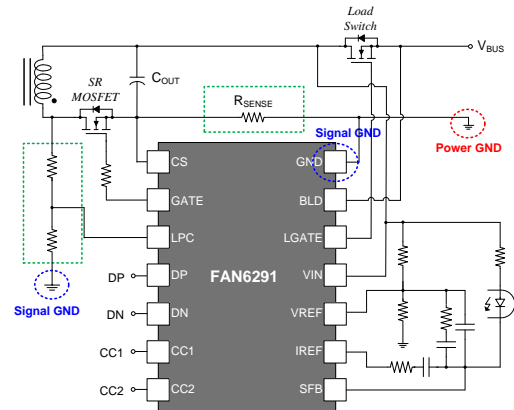 Load
Switch
VBUS
SR
MOSFET
COUT
RSENSE
Signal GND
Power GND
CS
GND
GATE
BLD
LPC
LGATE
DP
DP
FAN6291
VIN
Signal GND
DN
DN
VREF
CC1
CC1
IREF
CC2
CC2
SFB